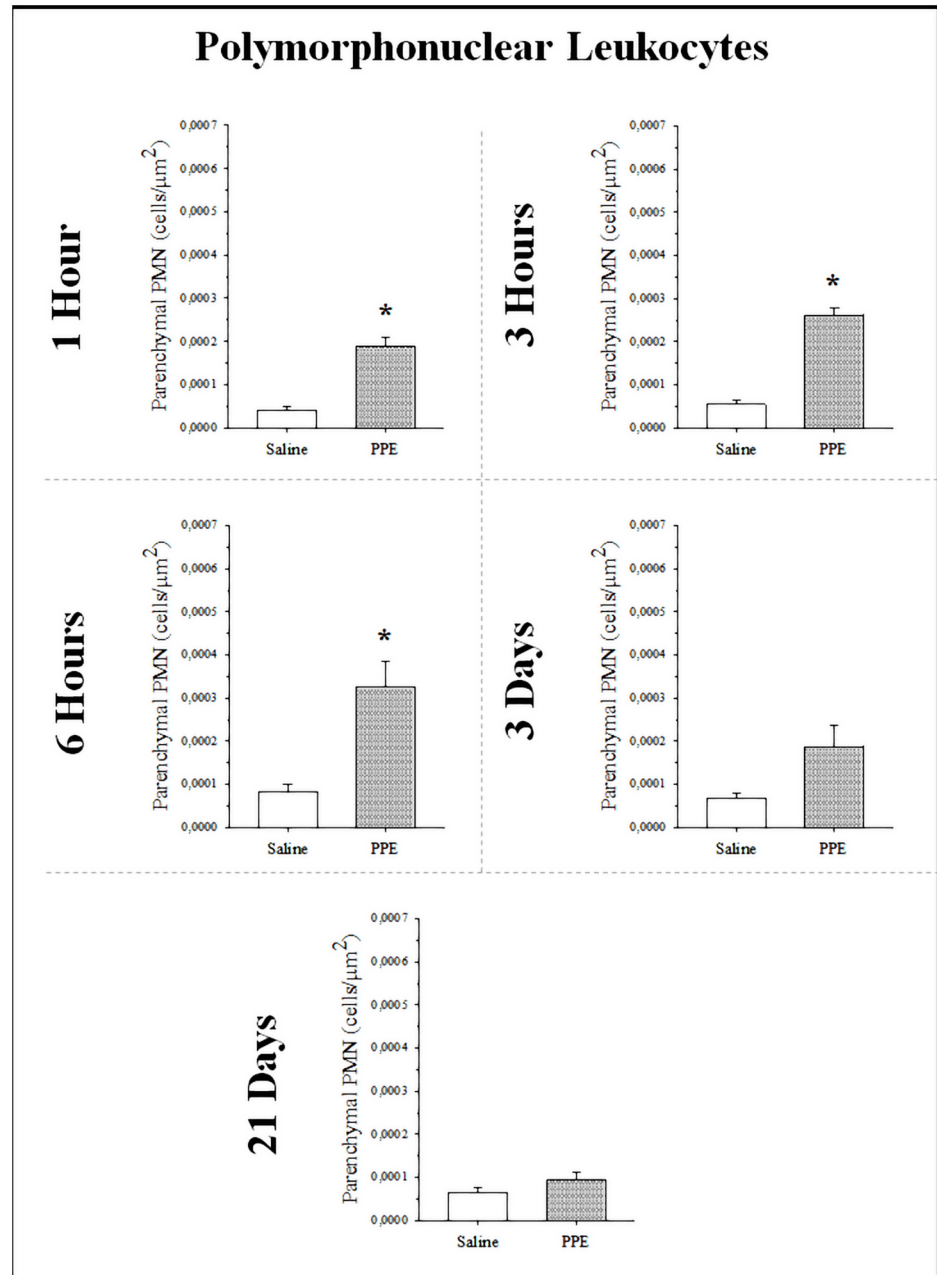 Polymorphonuclear Leukocytes
1 Hour
Parenchymal PMN (cells/μm²)
0,0007
0,0006
0,0005
0,0004
0,0003
0,0002
0,0001
0,0000
*
Saline PPE
3 Hours
Parenchymal PMN (cells/μm²)
0,0007
0,0006
0,0005
0,0004
0,0003
0,0002
0,0001
0,0000
*
Saline PPE
6 Hours
Parenchymal PMN (cells/μm²)
0,0007
0,0006
0,0005
0,0004
0,0003
0,0002
0,0001
0,0000
*
Saline PPE
3 Days
Parenchymal PMN (cells/μm²)
0,0007
0,0006
0,0005
0,0004
0,0003
0,0002
0,0001
0,0000
Saline PPE
21 Days
Parenchymal PMN (cells/μm²)
0,0007
0,0006
0,0005
0,0004
0,0003
0,0002
0,0001
0,0000
Saline PPE